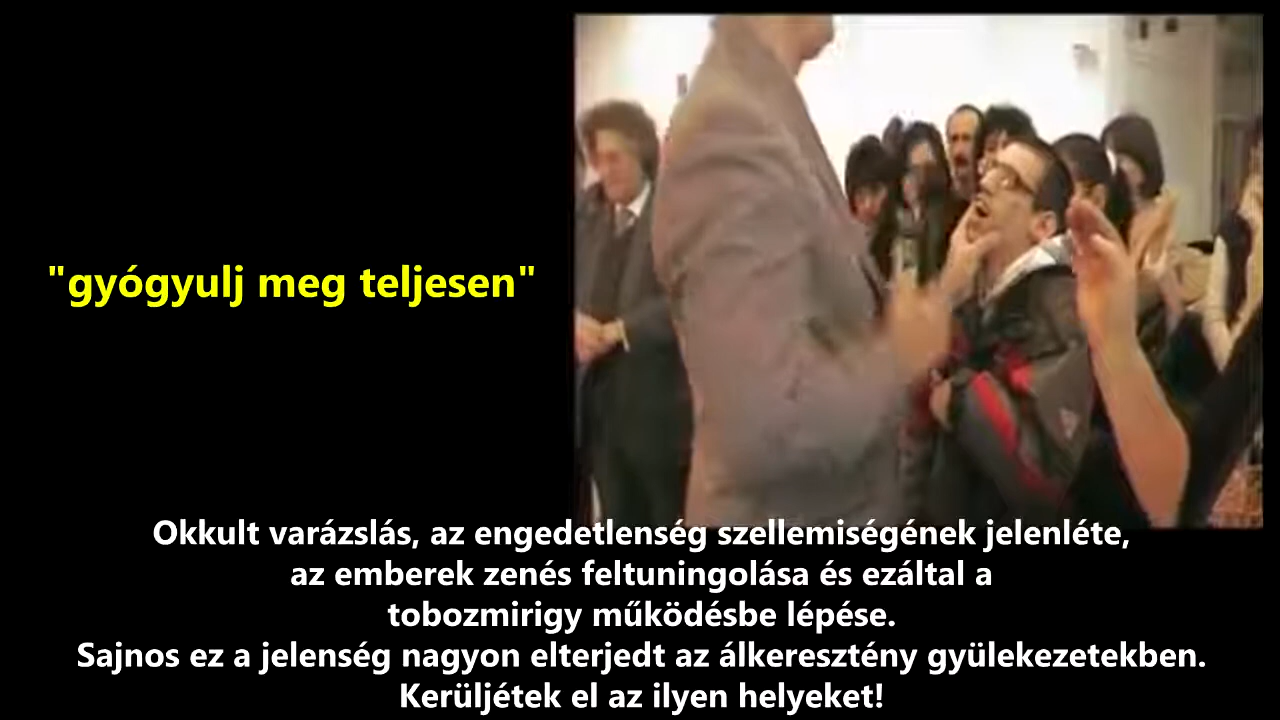 "gyógyulj meg teljesen"
Okkult varázslás, az engedetlenség szellemiségének jelenléte,
az emberek zenés feltuningolása és ezáltal a
tobozmirigy működésbe lépése.
Sajnos ez a jelenség nagyon elterjedt az álkeresztény gyülekezetekben.
Kerüljétek el az ilyen helyeket!